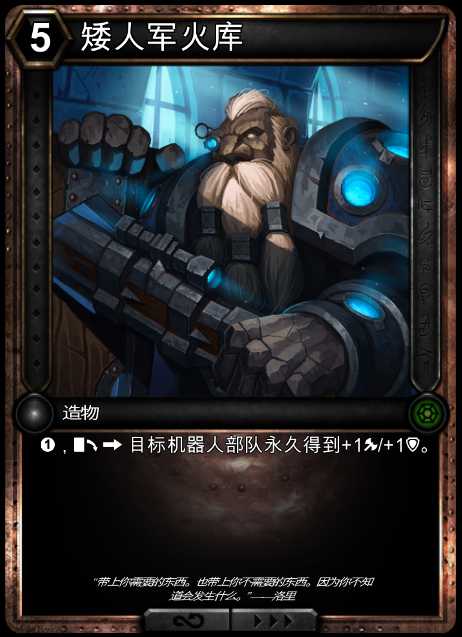 5 矮人军火库
造物
1 , → 目标机器人部队永久得到+1/+1。
“带上你需要的东西。也带上你不需要的东西。因为你不知
道会发生什么。”——洛里